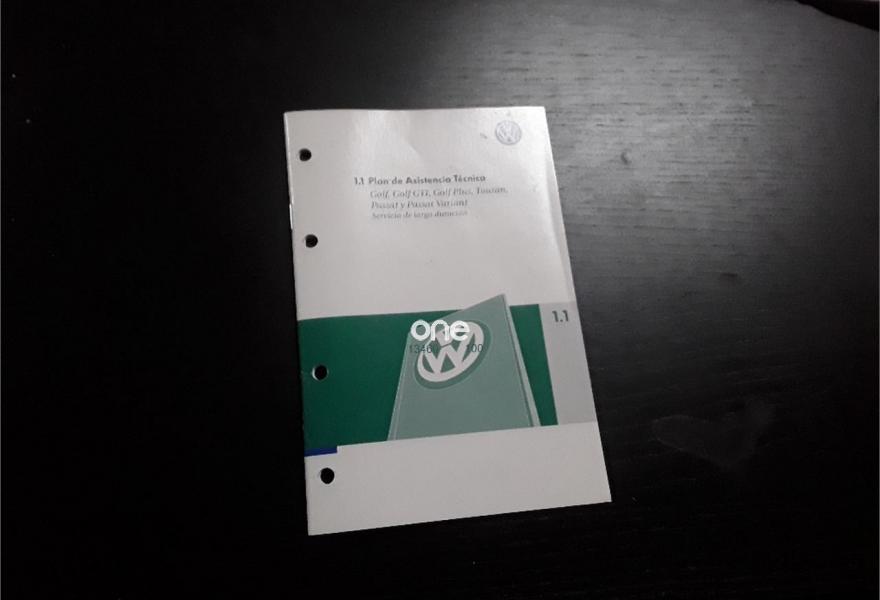 1.1 Plan de Asistencia Técnica
Golf, Golf GTI, Golf Plus, Touran,
Passat y Passat Variant
Servicio de larga duración
1.1
one
100